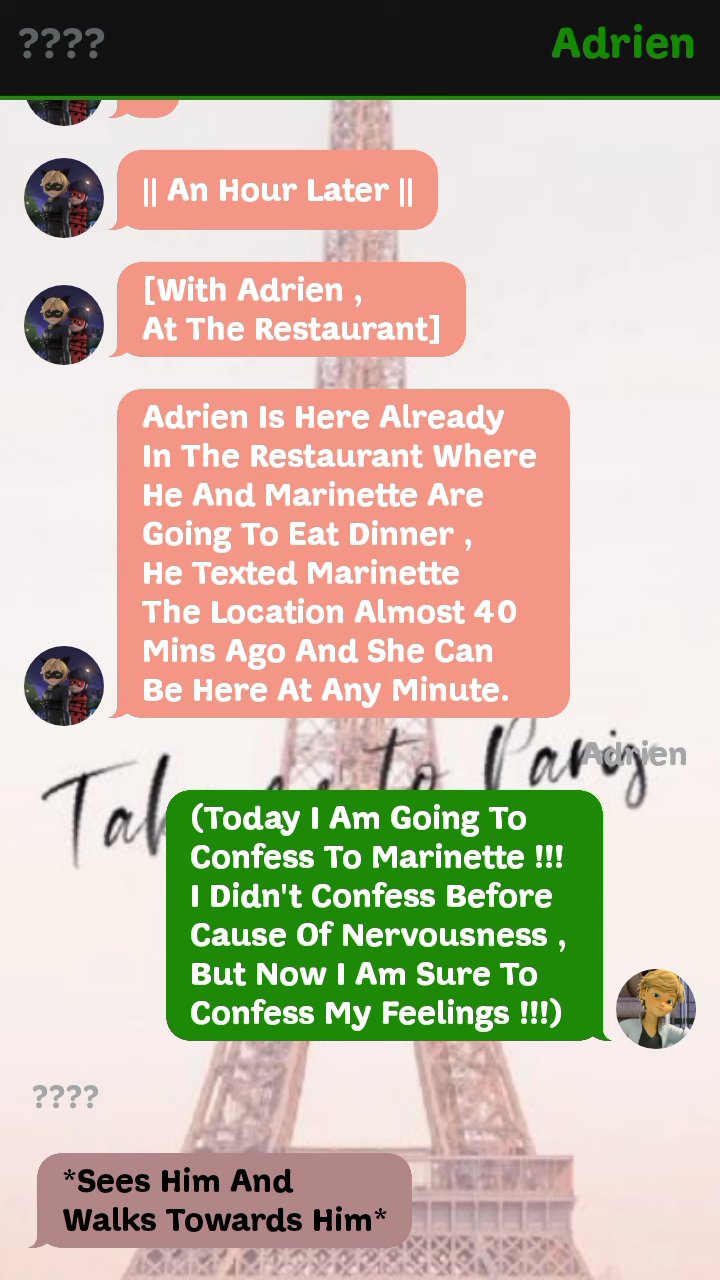 ???? Adrien
|| An Hour Later ||
[With Adrien ,
At The Restaurant]
Adrien Is Here Already
In The Restaurant Where
He And Marinette Are
Going To Eat Dinner ,
He Texted Marinette
The Location Almost 40
Mins Ago And She Can
Be Here At Any Minute.
to Paris
Adrien
(Today I Am Going To
Confess To Marinette !!!
I Didn't Confess Before
Cause Of Nervousness ,
But Now I Am Sure To
Confess My Feelings !!!)
????
*Sees Him And
Walks Towards Him*